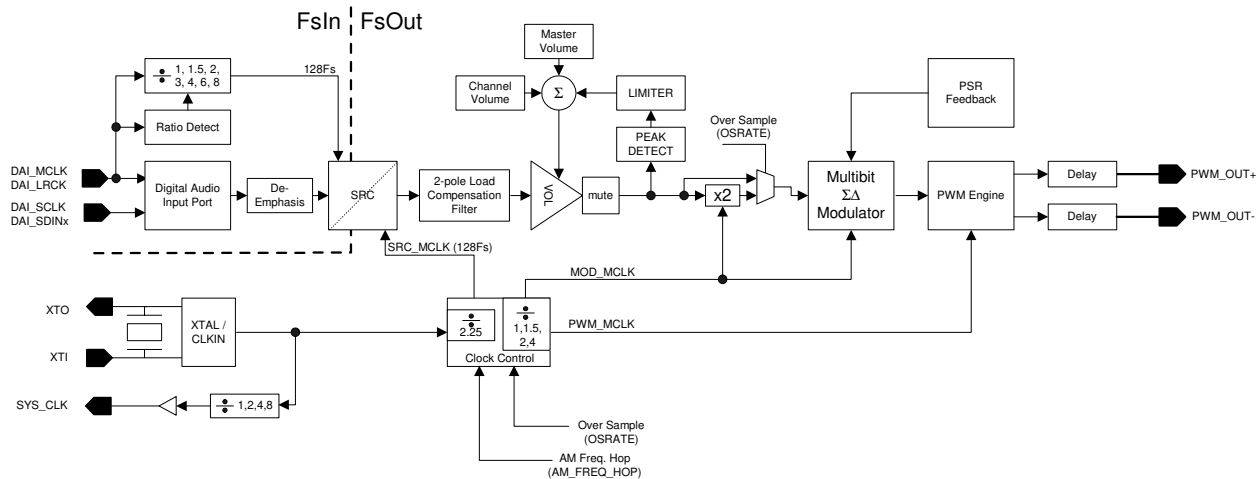 FsIn
FsOut
Master
Volume
÷ 1, 1.5, 2,
3, 4, 6, 8
128Fs
Channel
Volume
Σ
LIMITER
PSR
Feedback
Ratio Detect
PEAK
DETECT
Over Sample
(OSRATE)
DAI_MCLK
DAI_LRCK
DAI_SCLK
DAI_SDINx
Digital Audio
Input Port
De-
Emphasis
SRC
2-pole Load
Compensation
Filter
VOL
mute
x2
Multibit
ΣΔ
Modulator
PWM Engine
Delay
PWM_OUT+
Delay
PWM_OUT-
SRC_MCLK (128Fs)
MOD_MCLK
XTO
XTI
XTAL /
CLKIN
÷
2.25
÷
1,1.5,
2,4
Clock Control
PWM_MCLK
SYS_CLK
÷ 1,2,4,8
Over Sample
(OSRATE)
AM Freq. Hop
(AM_FREQ_HOP)